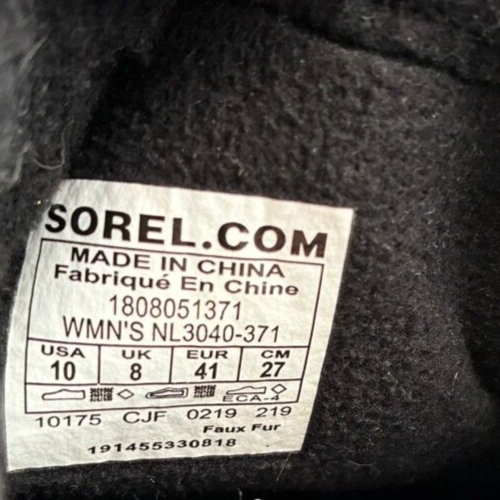 SOREL.COM
MADE IN CHINA
Fabriqué En Chine
1808051371
WMN'S NL3040-371
USA UK EUR CM
10 8 41 27
ECA-4
10175 CJF 0219 219
Faux Fur
191455330818